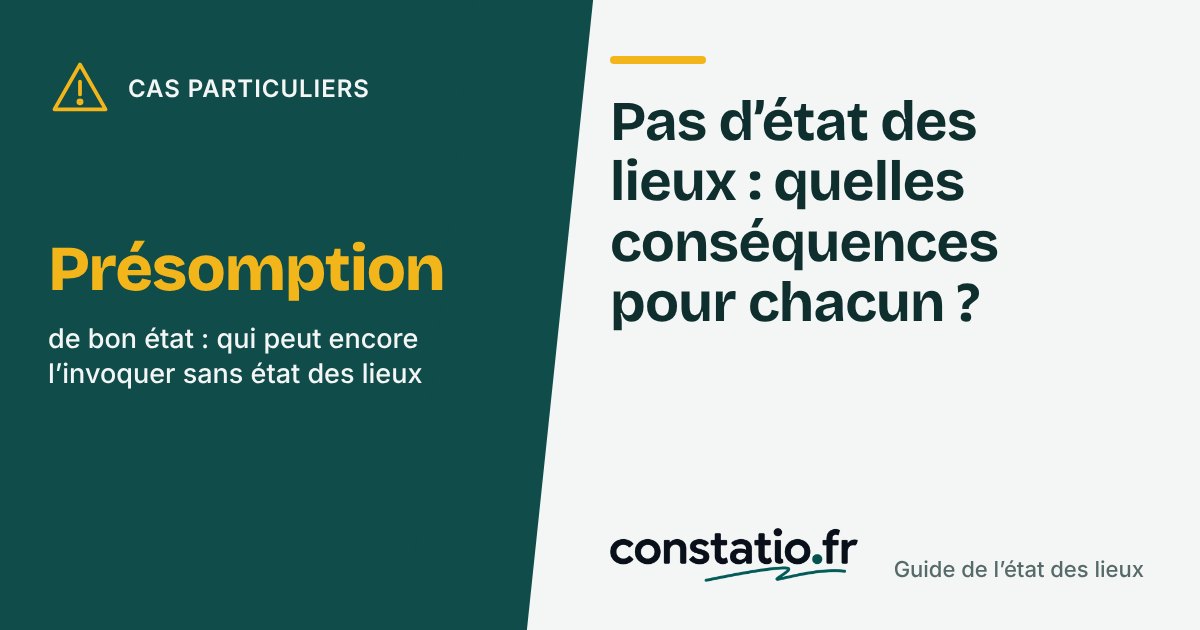 CAS PARTICULIERS
Présomption
de bon état : qui peut encore
l’invoquer sans état des lieux
Pas d’état des
lieux : quelles
conséquences
pour chacun ?
constatio.fr
Guide de l’état des lieux